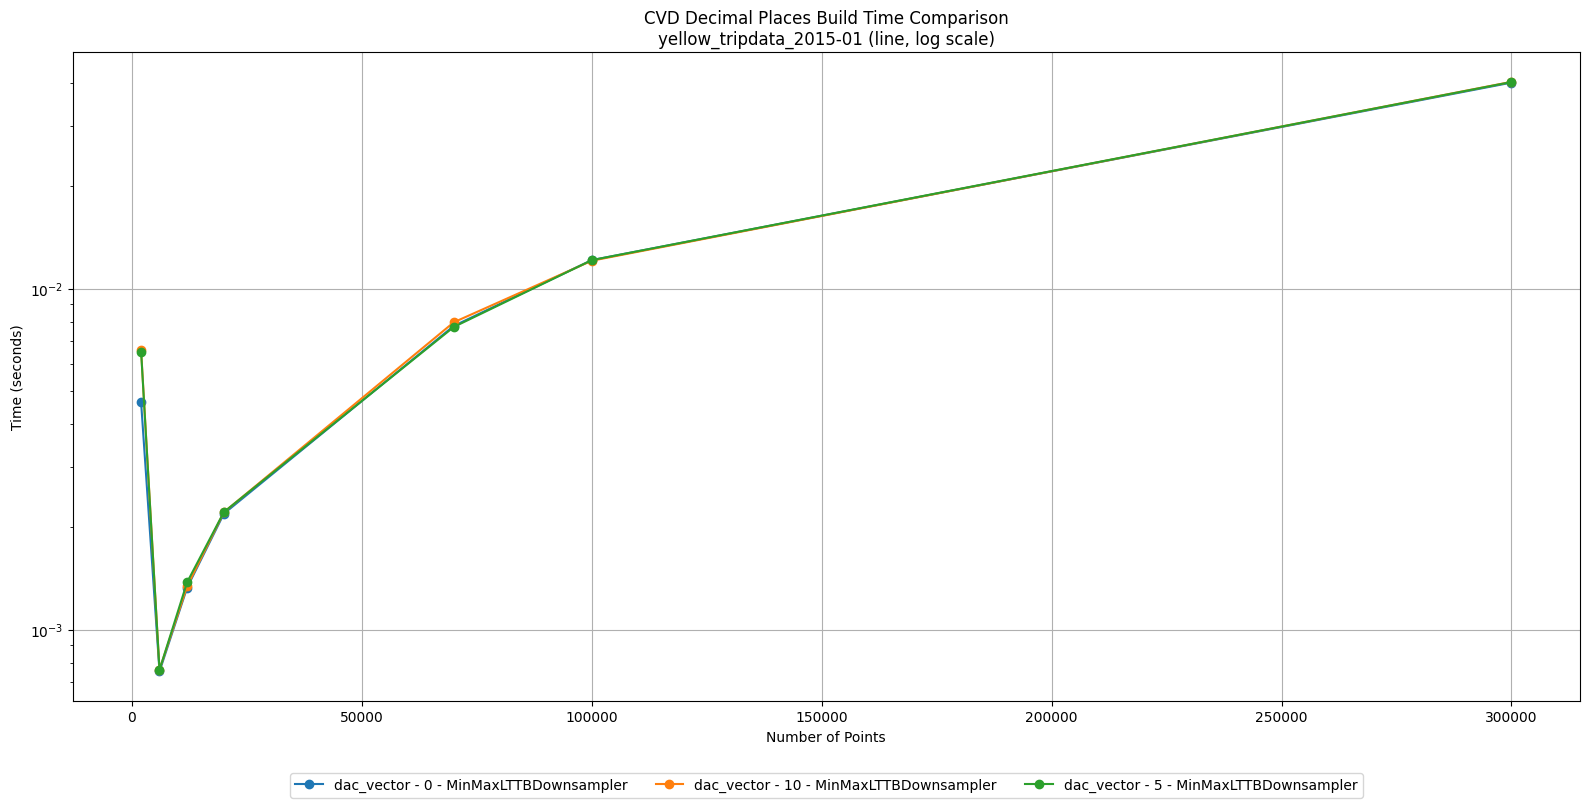 CVD Decimal Places Build Time Comparison
yellow_tripdata_2015-01 (line, log scale)
Time (seconds)
10⁻²
10⁻³
0 50000 100000 150000 200000 250000 300000
Number of Points
dac_vector - 0 - MinMaxLTTBDownsampler dac_vector - 10 - MinMaxLTTBDownsampler dac_vector - 5 - MinMaxLTTBDownsampler